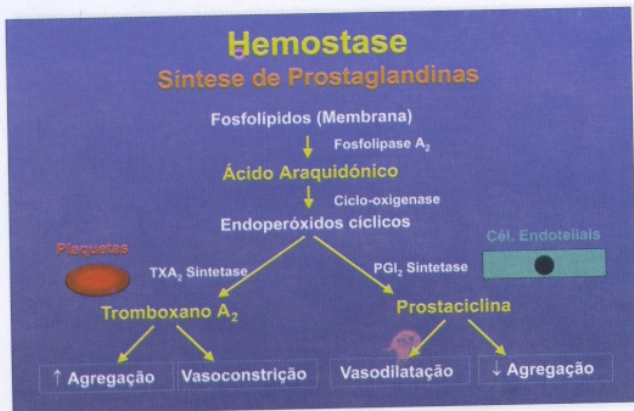 Hemostase
Síntese de Prostaglandinas
Fosfolípidos (Membrana)
Fosfolipase A₂
Ácido Araquidónico
Ciclo-oxigenase
Endoperóxidos cíclicos
Plaquetas
Cél. Endoteliais
TXA₂ Sintetase
PGI₂ Sintetase
Tromboxano A₂
Prostaciclina
↑ Agregação
Vasoconstrição
Vasodilatação
↓ Agregação